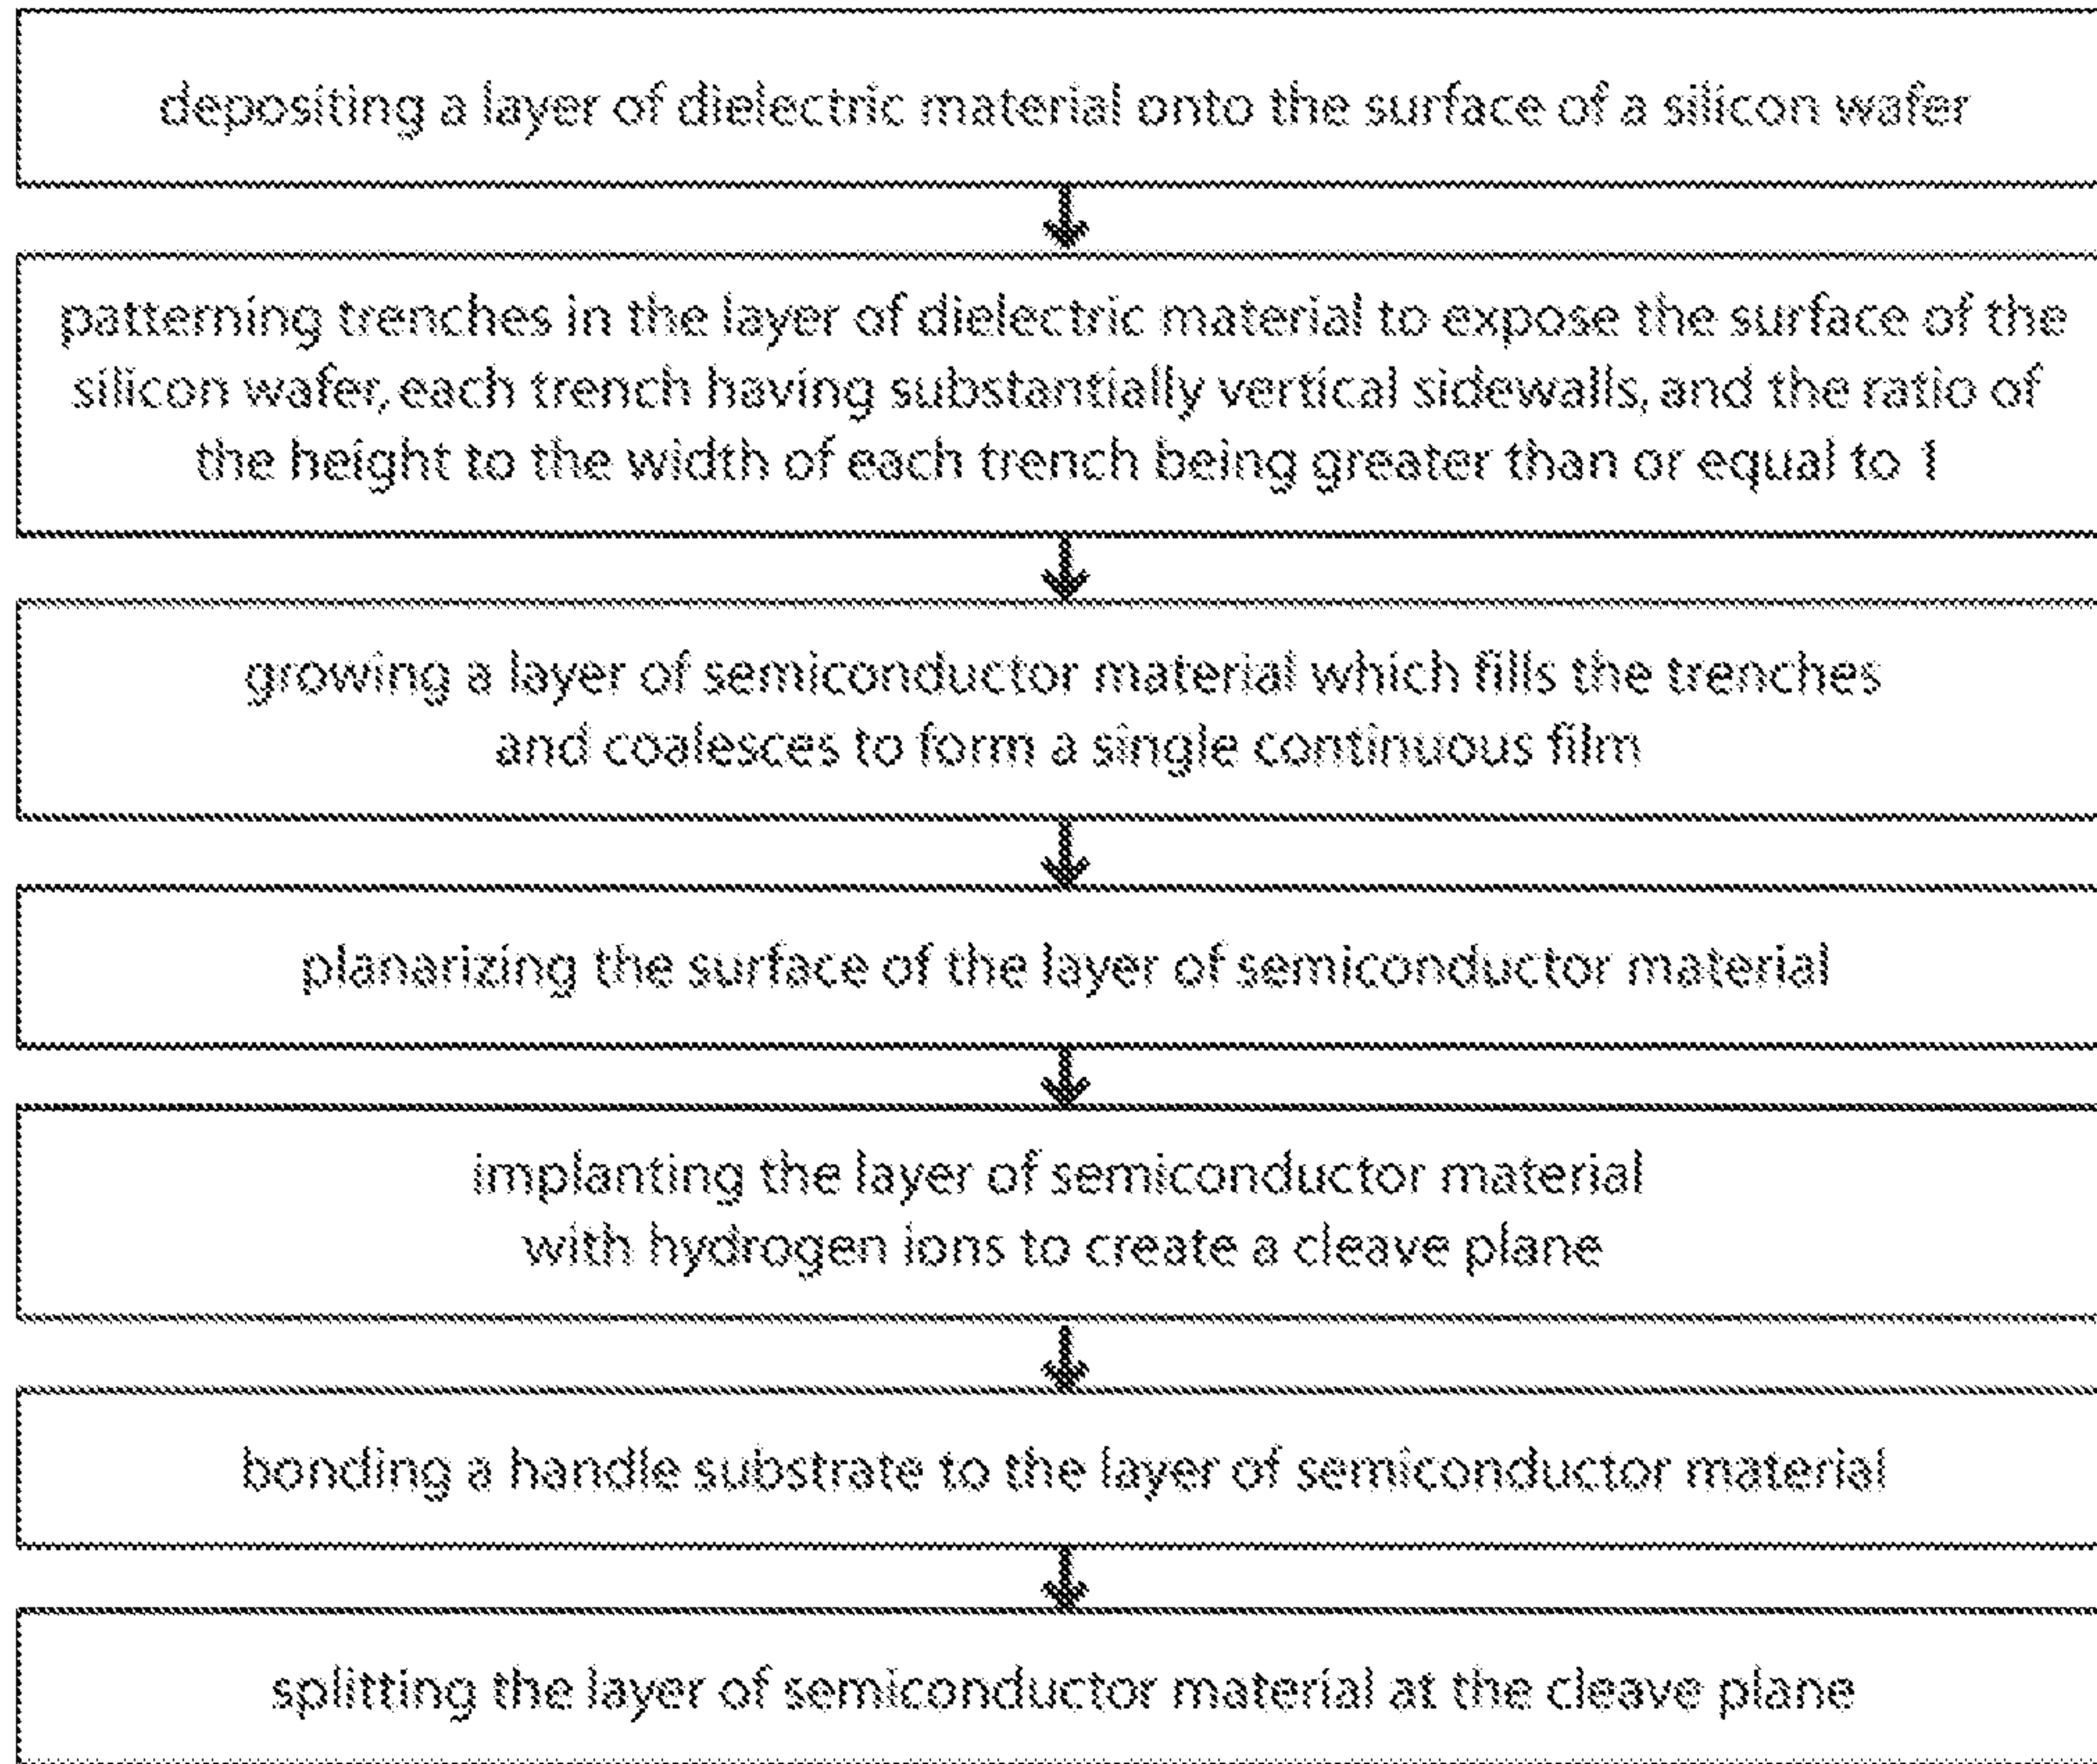 depositing a layer of dielectric material onto the surface of a silicon wafer
patterning trenches in the layer of dielectric material to expose the surface of the
silicon wafer, each trench having substantially vertical sidewalls, and the ratio of
the height to the width of each trench being greater than or equal to 1
growing a layer of semiconductor material which fills the trenches
and coalesces to form a single continuous film
planarizing the surface of the layer of semiconductor material
implanting the layer of semiconductor material
with hydrogen ions to create a cleave plane
bonding a handle substrate to the layer of semiconductor material
splitting the layer of semiconductor material at the cleave plane